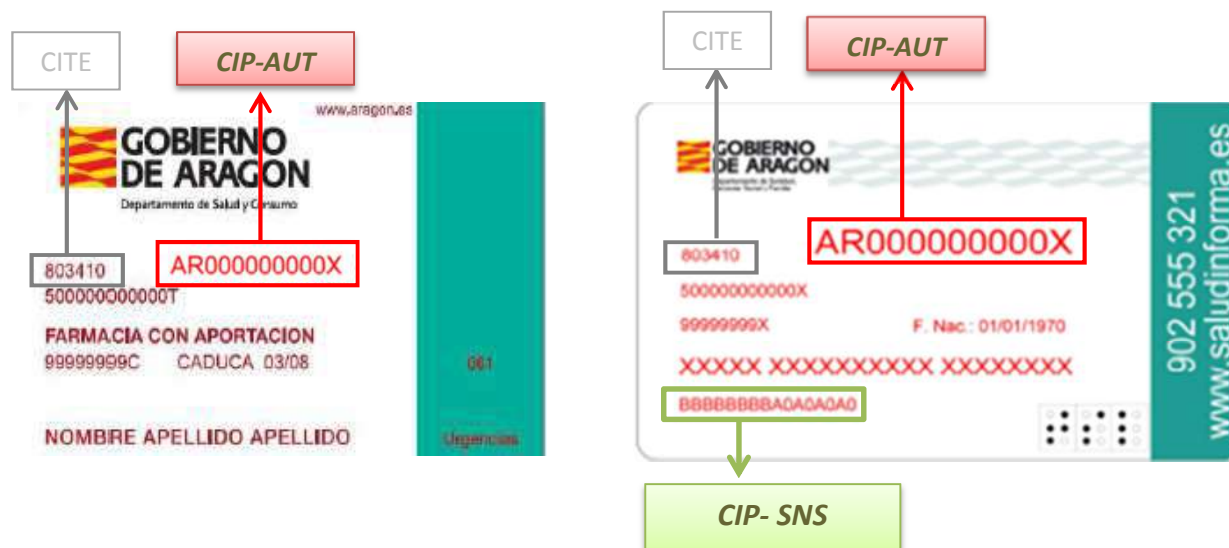 CITE
CIP-AUT
www.aragon.es
GOBIERNO
DE ARAGON
Departamento de Salud y Consumo
803410
AR000000000X
500000000000T
FARMACIA CON APORTACION
99999999C CADUCA 03/08
061
NOMBRE APELLIDO APELLIDO
Urgencias
CITE
CIP-AUT
GOBIERNO
DE ARAGON
AR000000000X
803410
500000000000X
99999999X F. Nac.: 01/01/1970
XXXXX XXXXXXXXXX XXXXXXXX
BBBBBBBBA0A0A0A0
902 555 321
www.saludinforma.es
CIP- SNS